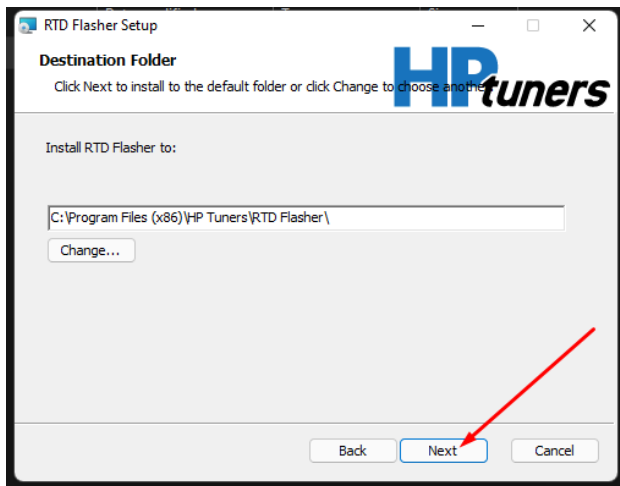 RTD Flasher Setup
Destination Folder
Click Next to install to the default folder or click Change to choose another
HP tuners
Install RTD Flasher to:
C:\Program Files (x86)\HP Tuners\RTD Flasher\
Change...
Back Next Cancel